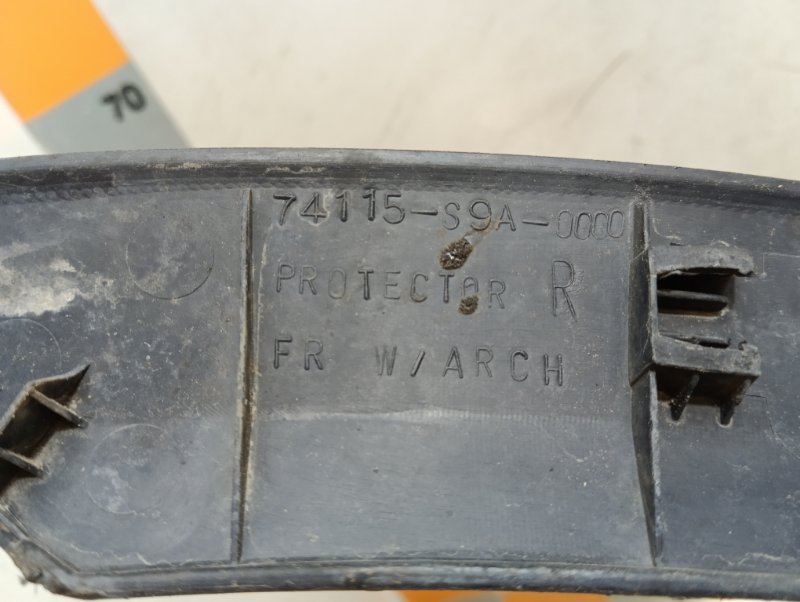 70
74115-S9A-0000
PROTECTOR R
FR W/ARCH